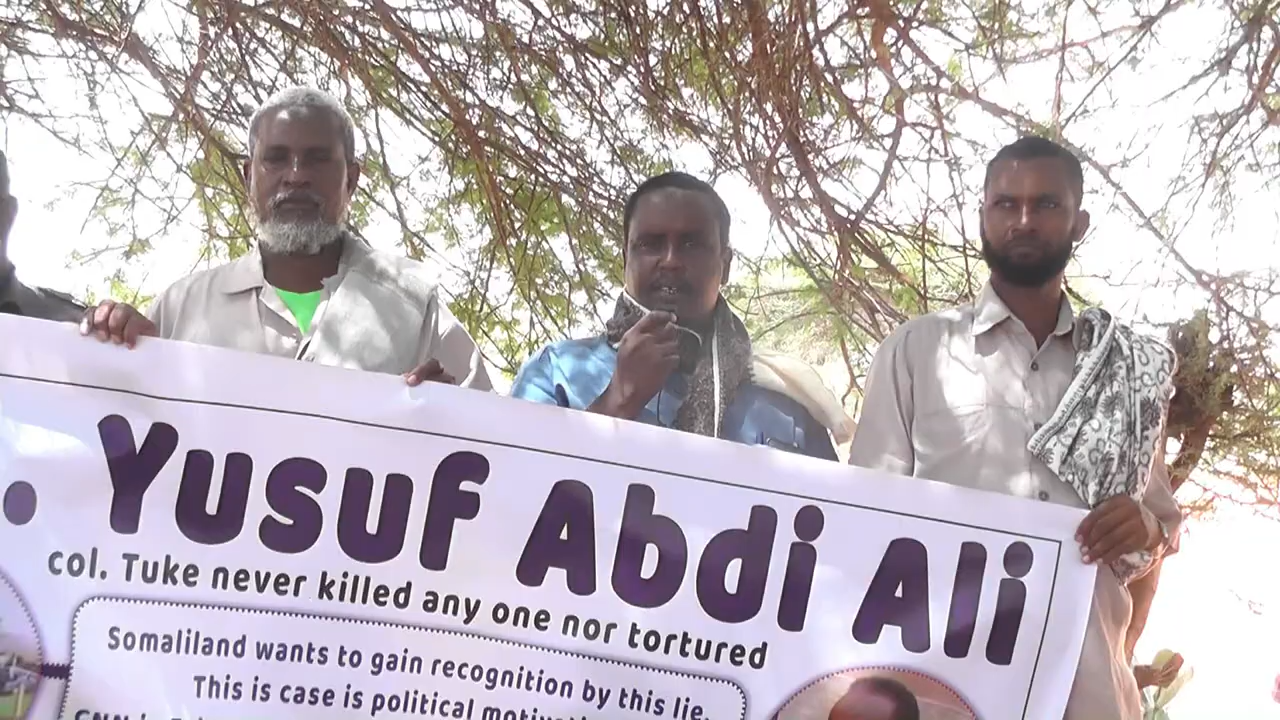 . Yusuf Abdi Ali
col. Tuke never killed any one nor tortured
Somaliland wants to gain recognition by this lie.
This is case is political